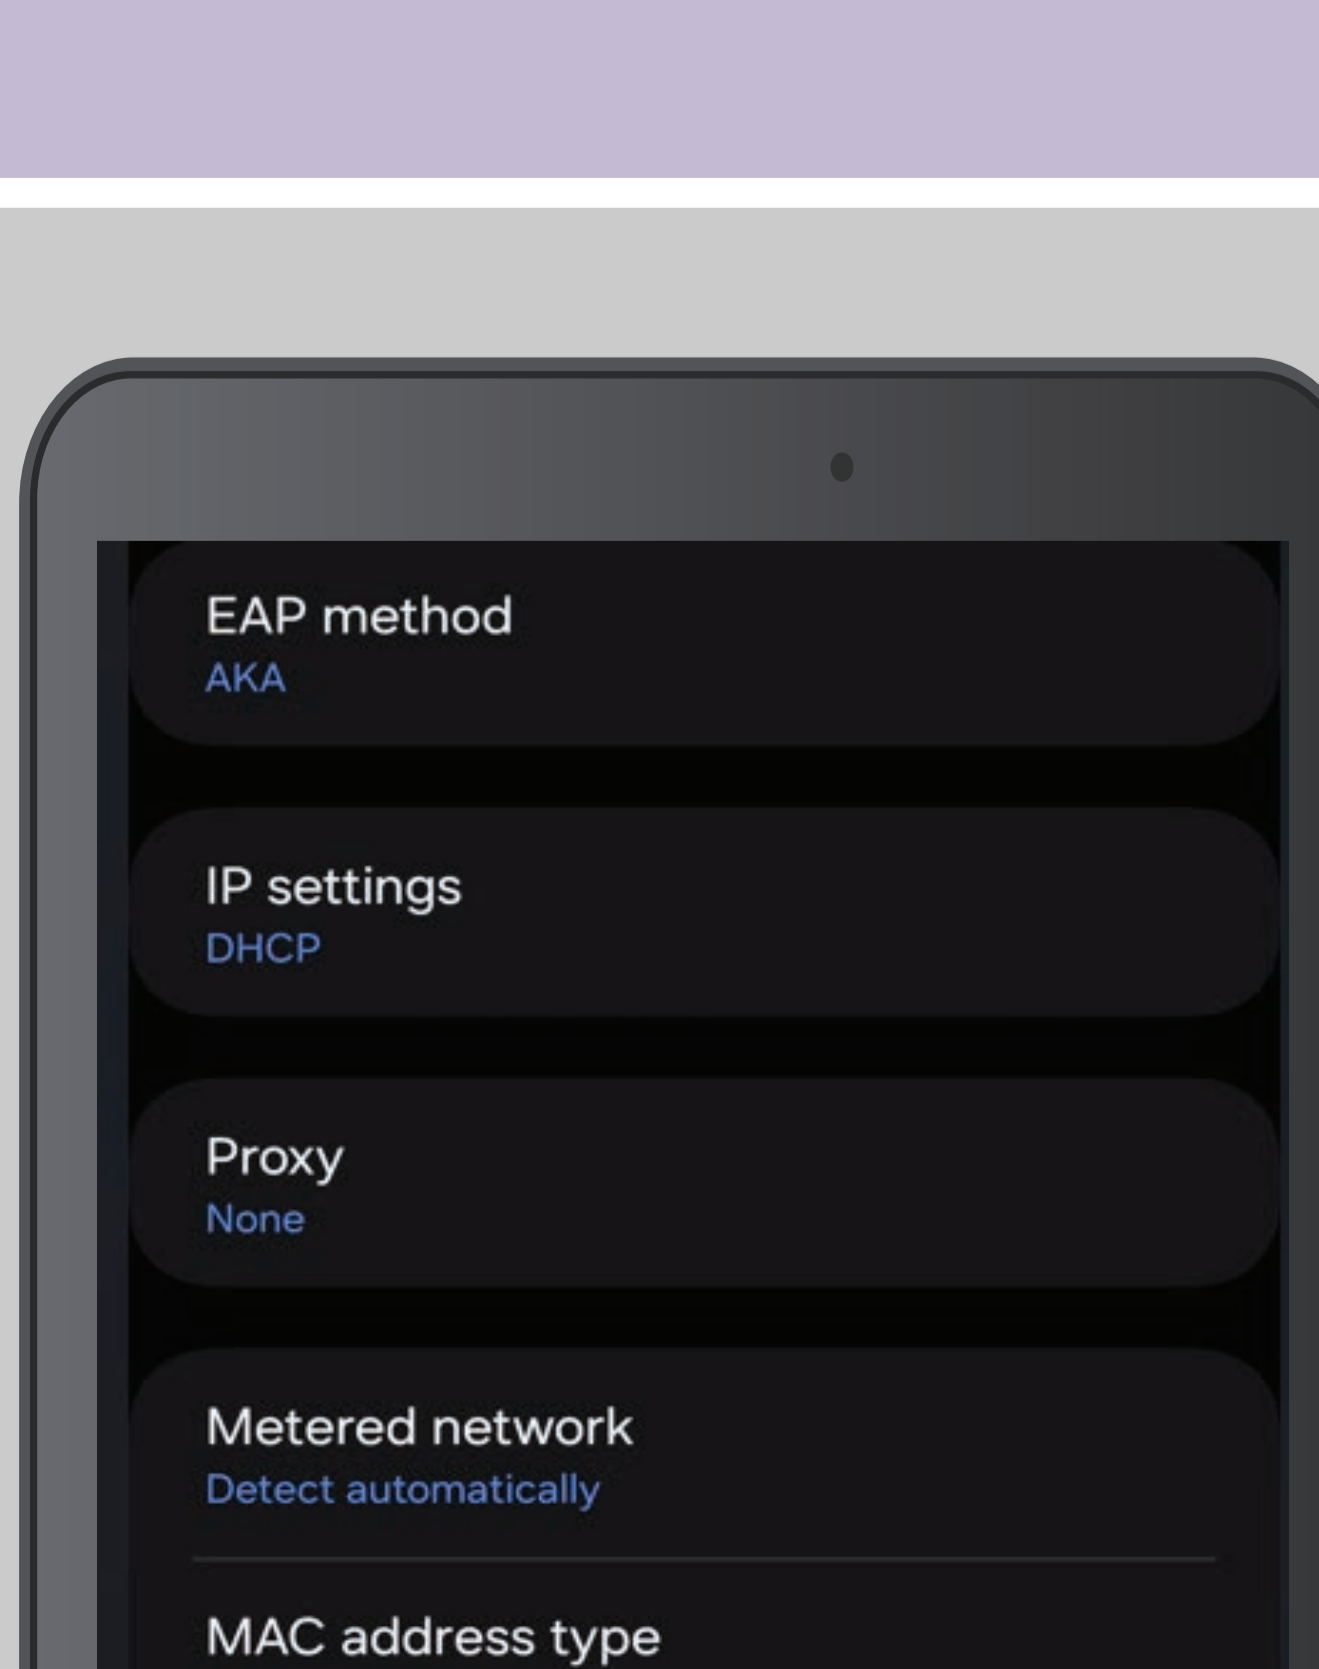 EAP method
AKA
IP settings
DHCP
Proxy
None
Metered network
Detect automatically
MAC address type